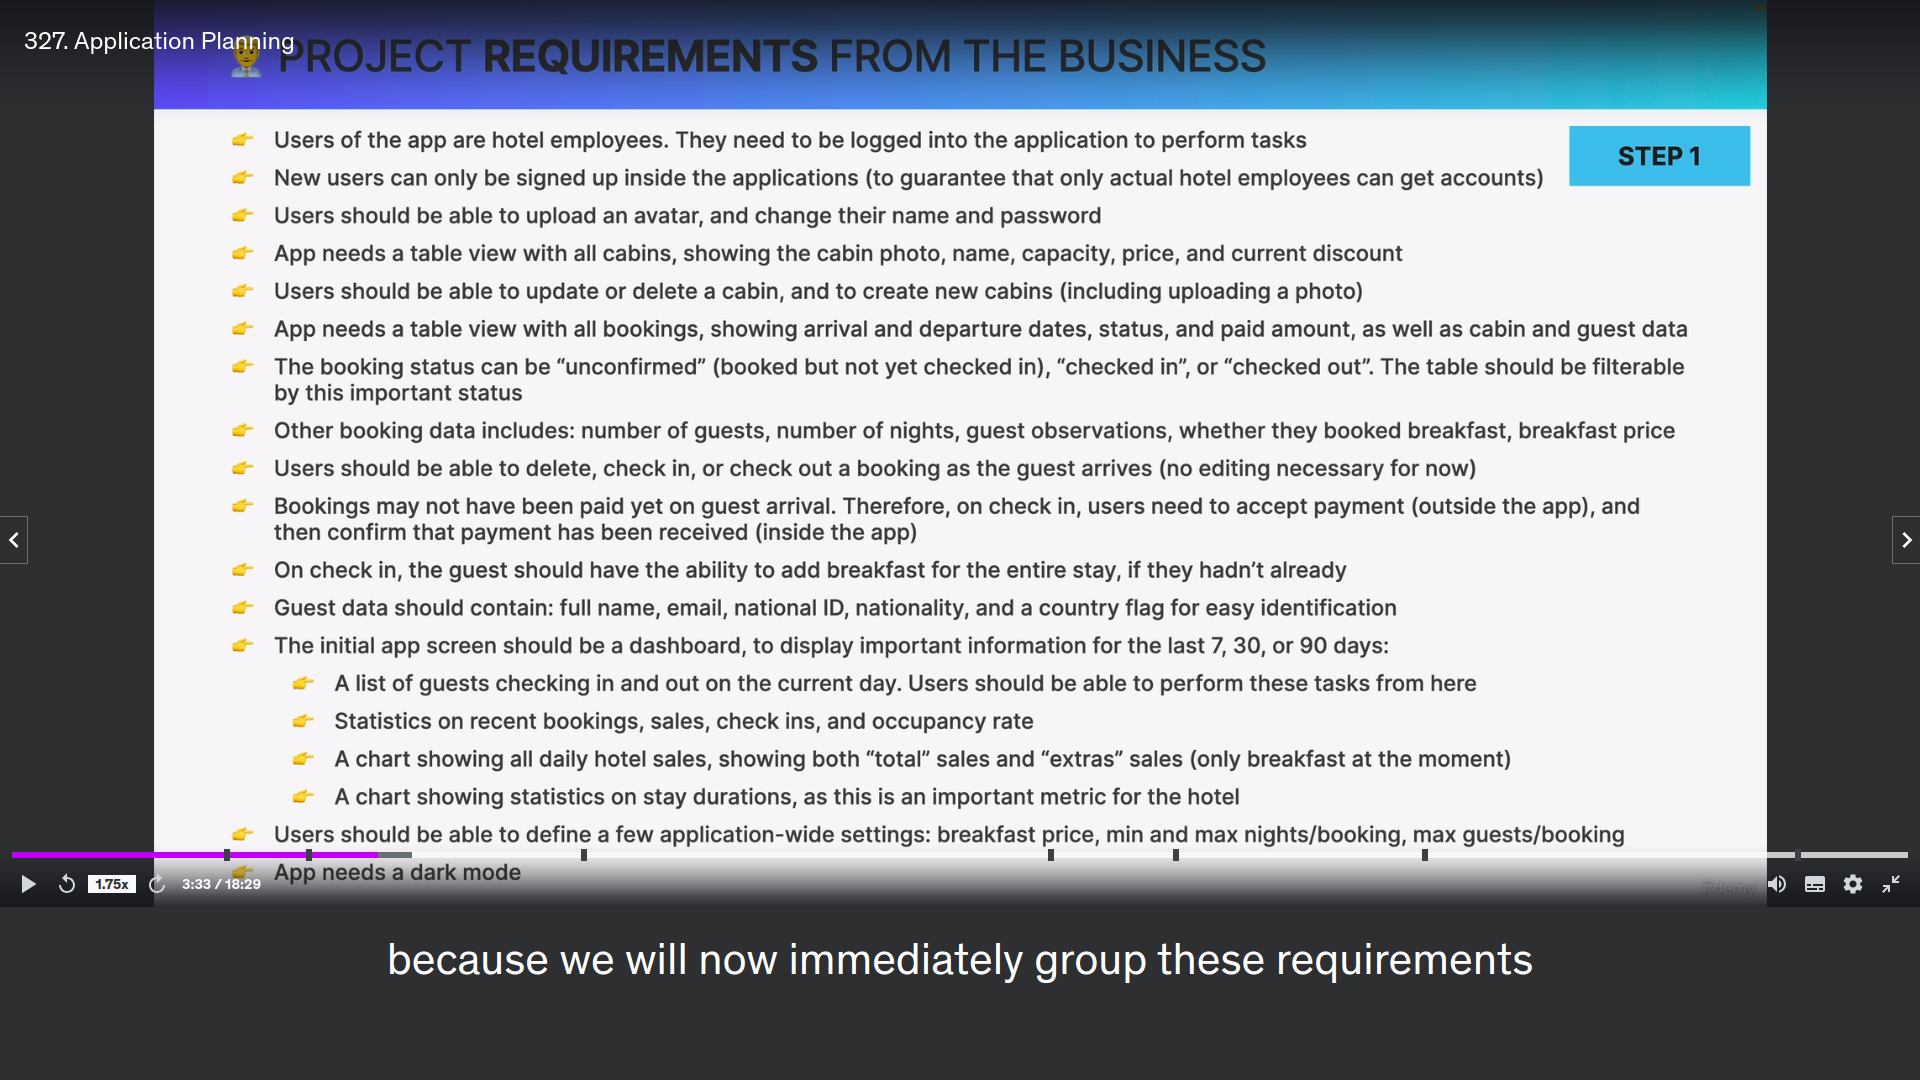 327. Application Planning
PROJECT REQUIREMENTS FROM THE BUSINESS
STEP 1
Users of the app are hotel employees. They need to be logged into the application to perform tasks
New users can only be signed up inside the applications (to guarantee that only actual hotel employees can get accounts)
Users should be able to upload an avatar, and change their name and password
App needs a table view with all cabins, showing the cabin photo, name, capacity, price, and current discount
Users should be able to update or delete a cabin, and to create new cabins (including uploading a photo)
App needs a table view with all bookings, showing arrival and departure dates, status, and paid amount, as well as cabin and guest data
The booking status can be “unconfirmed” (booked but not yet checked in), “checked in”, or “checked out”. The table should be filterable
by this important status
Other booking data includes: number of guests, number of nights, guest observations, whether they booked breakfast, breakfast price
Users should be able to delete, check in, or check out a booking as the guest arrives (no editing necessary for now)
Bookings may not have been paid yet on guest arrival. Therefore, on check in, users need to accept payment (outside the app), and
then confirm that payment has been received (inside the app)
On check in, the guest should have the ability to add breakfast for the entire stay, if they hadn’t already
Guest data should contain: full name, email, national ID, nationality, and a country flag for easy identification
The initial app screen should be a dashboard, to display important information for the last 7, 30, or 90 days:
A list of guests checking in and out on the current day. Users should be able to perform these tasks from here
Statistics on recent bookings, sales, check ins, and occupancy rate
A chart showing all daily hotel sales, showing both “total” sales and “extras” sales (only breakfast at the moment)
A chart showing statistics on stay durations, as this is an important metric for the hotel
Users should be able to define a few application-wide settings: breakfast price, min and max nights/booking, max guests/booking
App needs a dark mode
1.75x
3:33 / 18:29
Udemy
because we will now immediately group these requirements